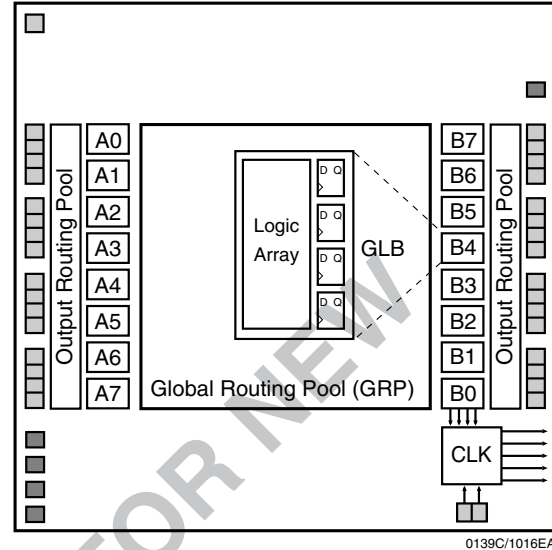 A0
A1
A2
A3
A4
A5
A6
A7
Output Routing Pool
Logic
Array
D Q
D Q
D Q
D Q
GLB
Global Routing Pool (GRP)
B7
B6
B5
B4
B3
B2
B1
B0
Output Routing Pool
CLK
FOR NEW
0139C/1016EA